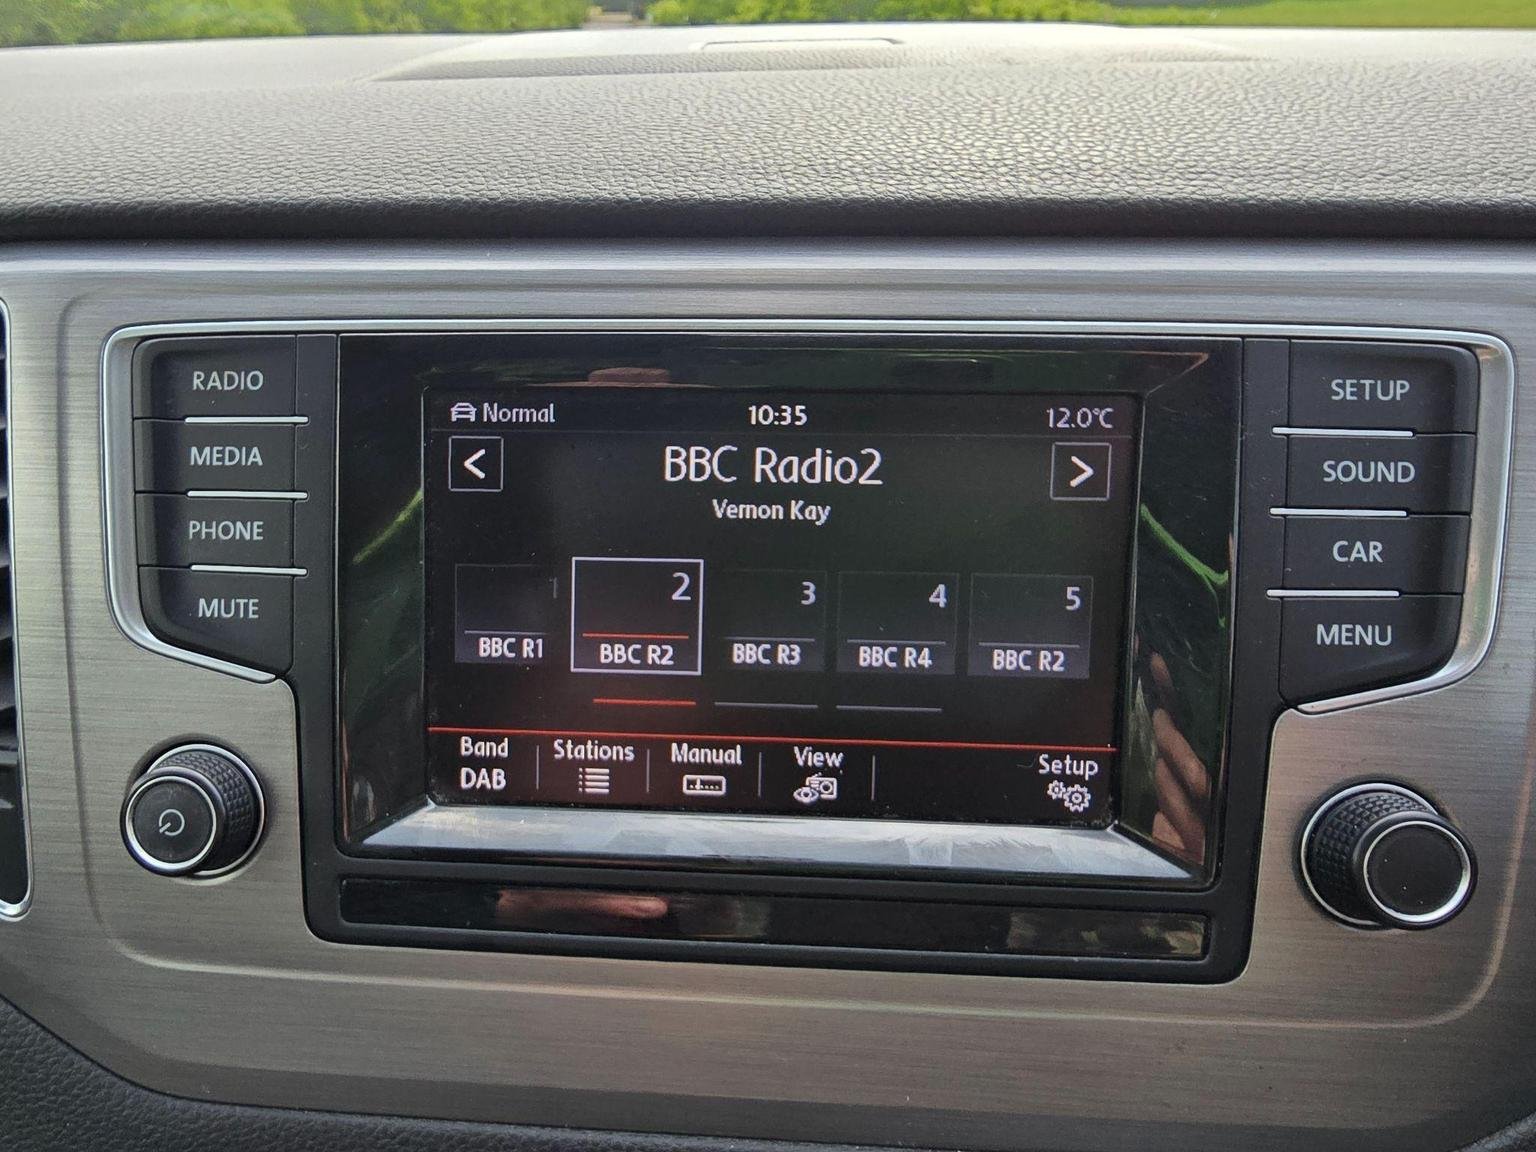 RADIO
MEDIA
PHONE
MUTE
Normal 10:35 12.0°C
< BBC Radio2 >
Vernon Kay
1 2 3 4 5
BBC R1 BBC R2 BBC R3 BBC R4 BBC R2
Band Stations Manual View Setup
DAB
SETUP
SOUND
CAR
MENU